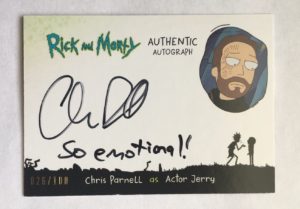 Rick and Morty
AUTHENTIC
AUTOGRAPH
So emotional!
026/100
Chris Parnell as Actor Jerry